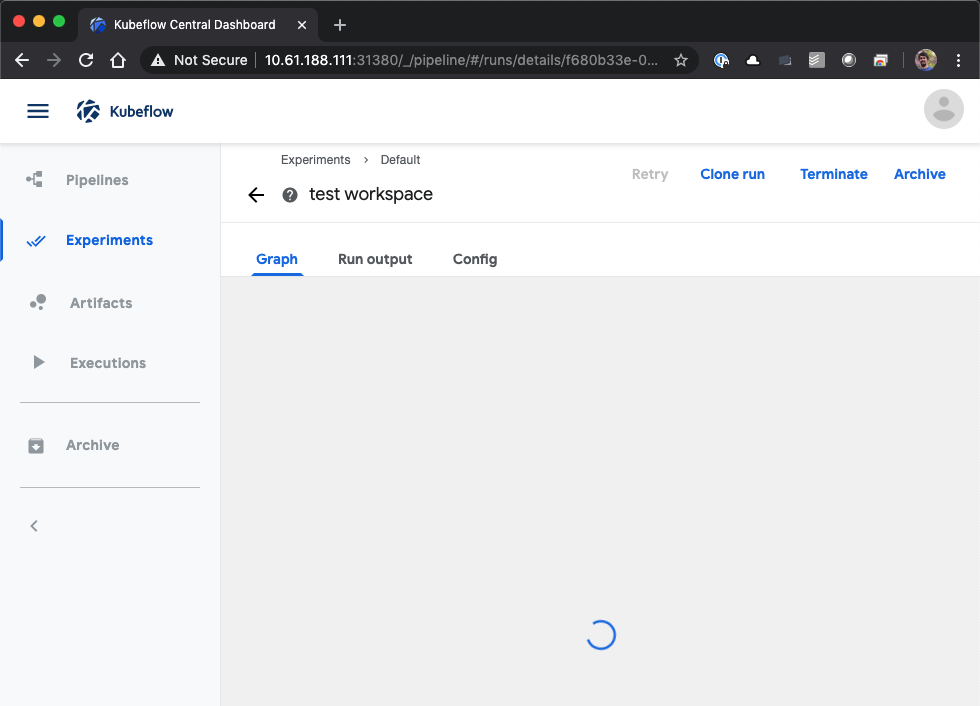 Kubeflow Central Dashboard
Not Secure
10.61.188.111:31380/_/pipeline/#/runs/details/f680b33e-0...
Kubeflow
Pipelines
Experiments
Artifacts
Executions
Archive
Experiments > Default
test workspace
Retry Clone run Terminate Archive
Graph Run output Config